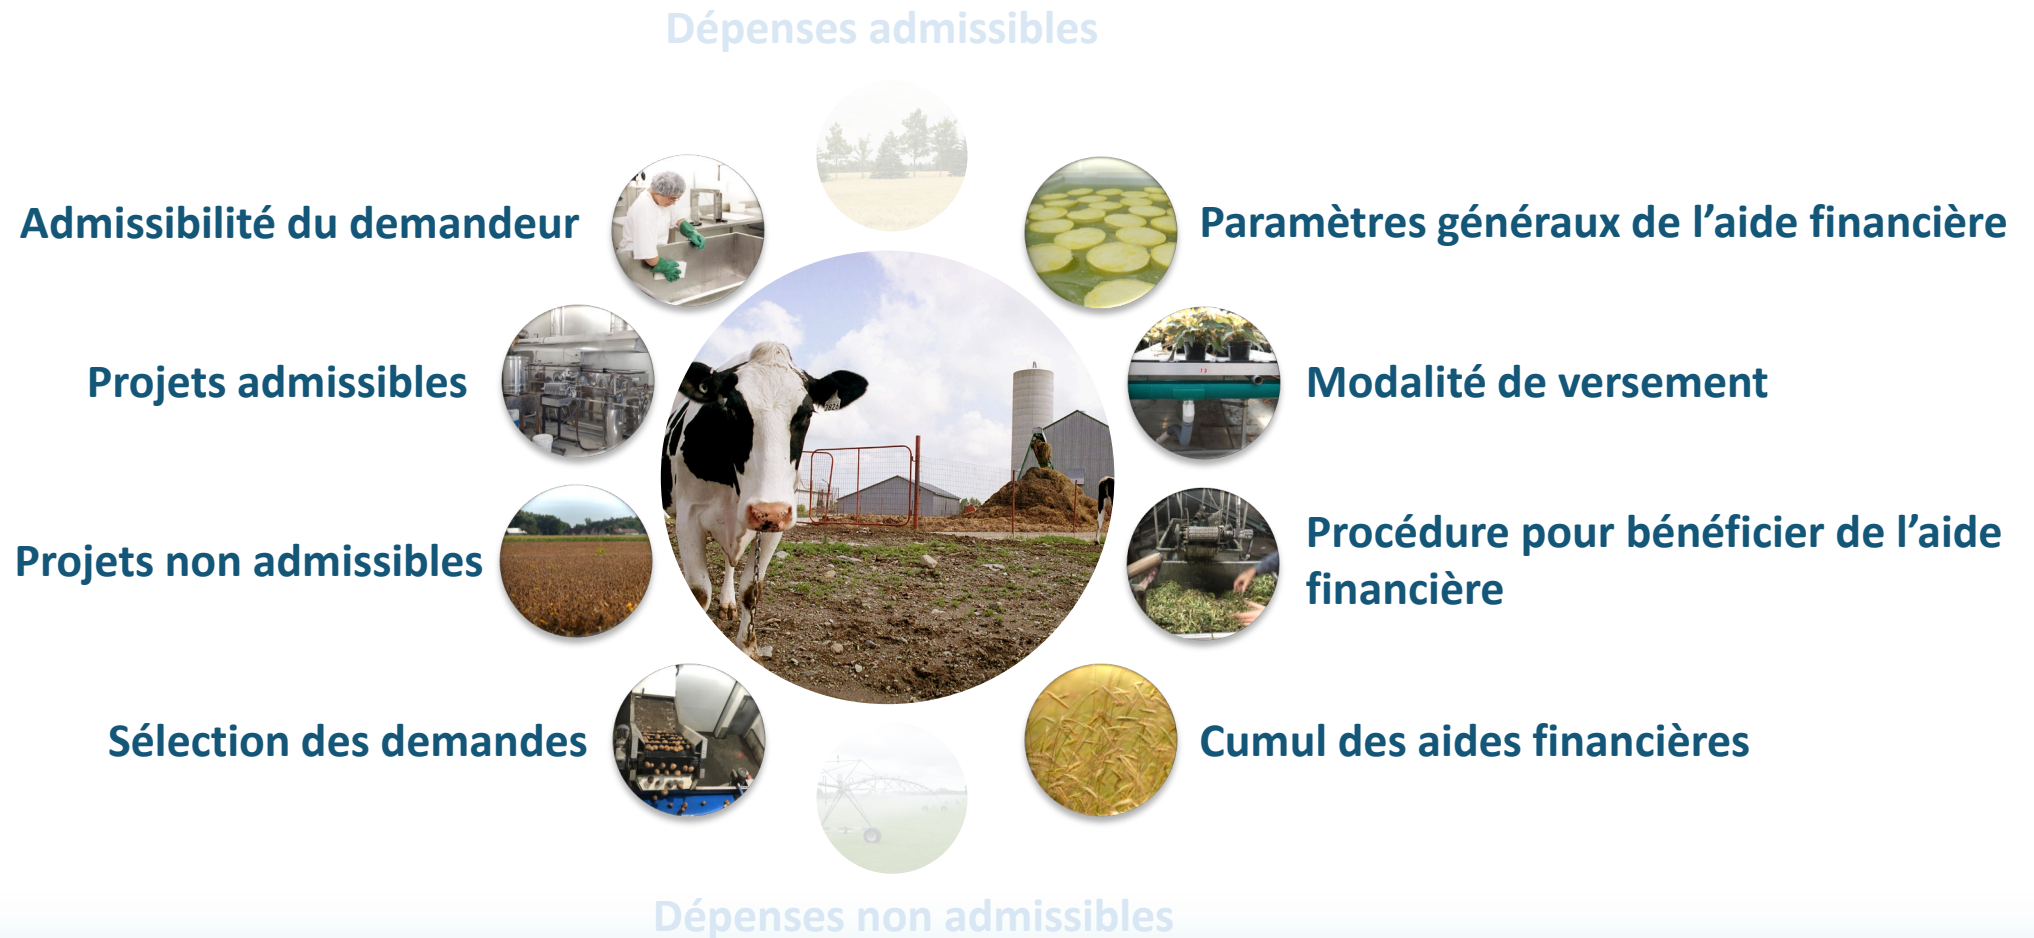 Dépenses admissibles
Admissibilité du demandeur
Paramètres généraux de l’aide financière
Projets admissibles
Modalité de versement
Projets non admissibles
Procédure pour bénéficier de l’aide
financière
Sélection des demandes
Cumul des aides financières
Dépenses non admissibles